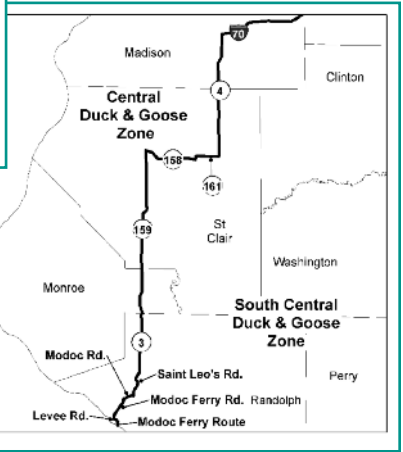 70
Madison
Clinton
Central
Duck & Goose
Zone
4
158
161
159
St
Clair
Washington
Monroe
South Central
Duck & Goose
Zone
3
Modoc Rd.
Saint Leo's Rd.
Perry
Modoc Ferry Rd.
Randolph
Levee Rd.
Modoc Ferry Route